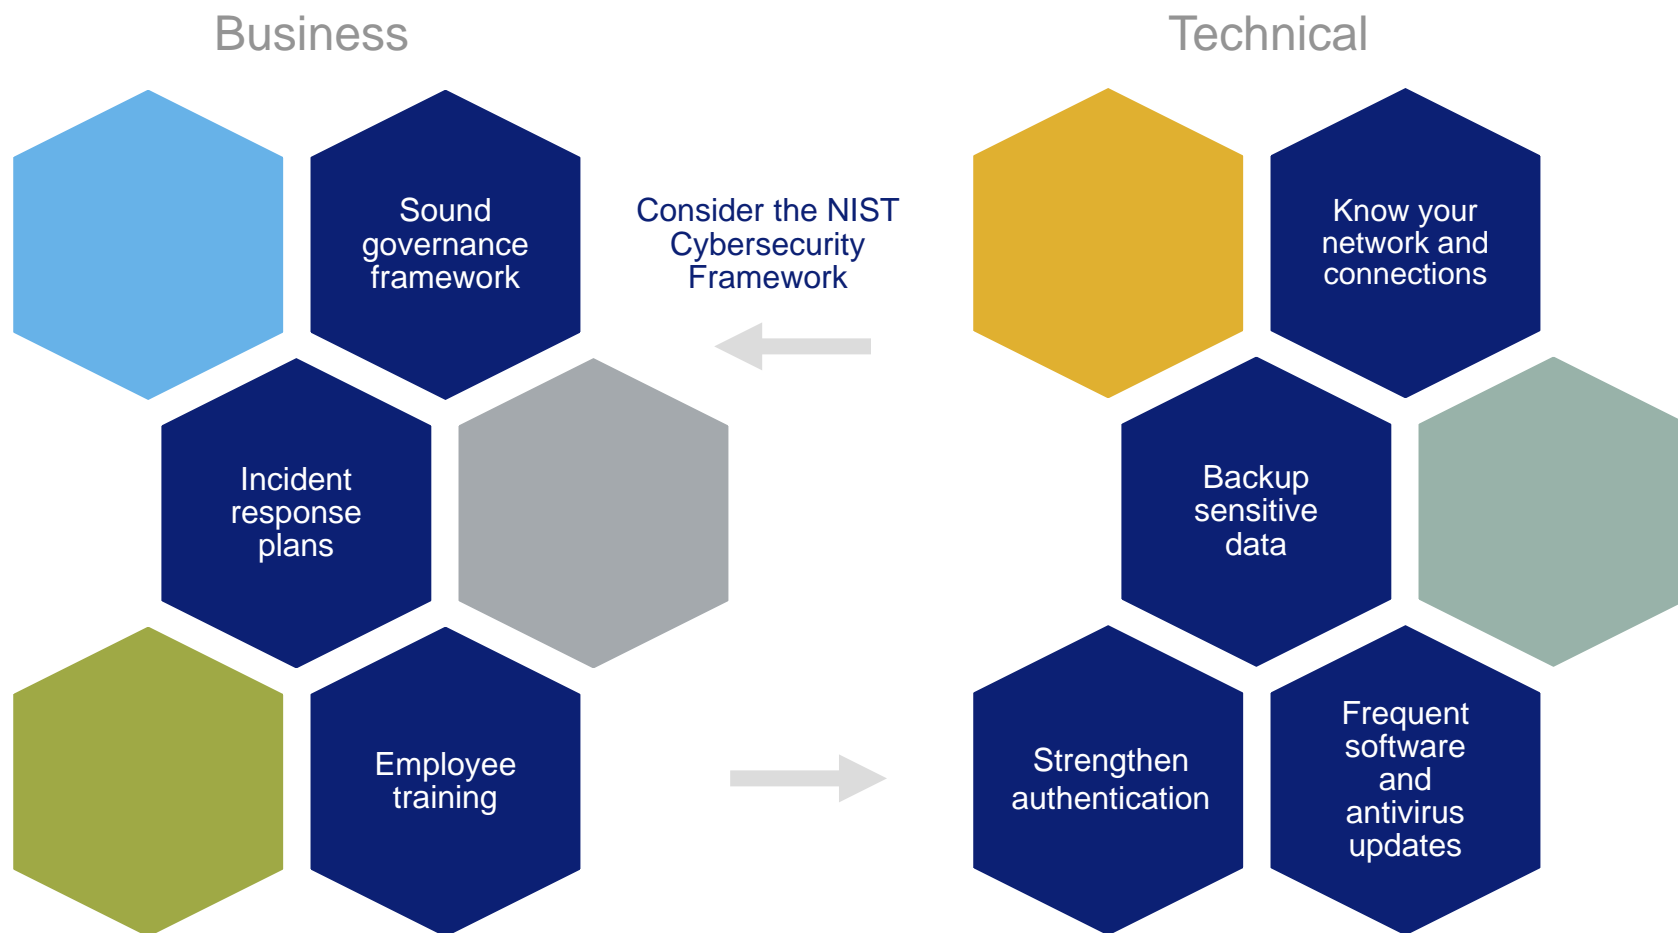 Business
Technical
Sound
governance
framework
Consider the NIST
Cybersecurity
Framework
Know your
network and
connections
Incident
response
plans
Backup
sensitive
data
Employee
training
Strengthen
authentication
Frequent
software
and
antivirus
updates